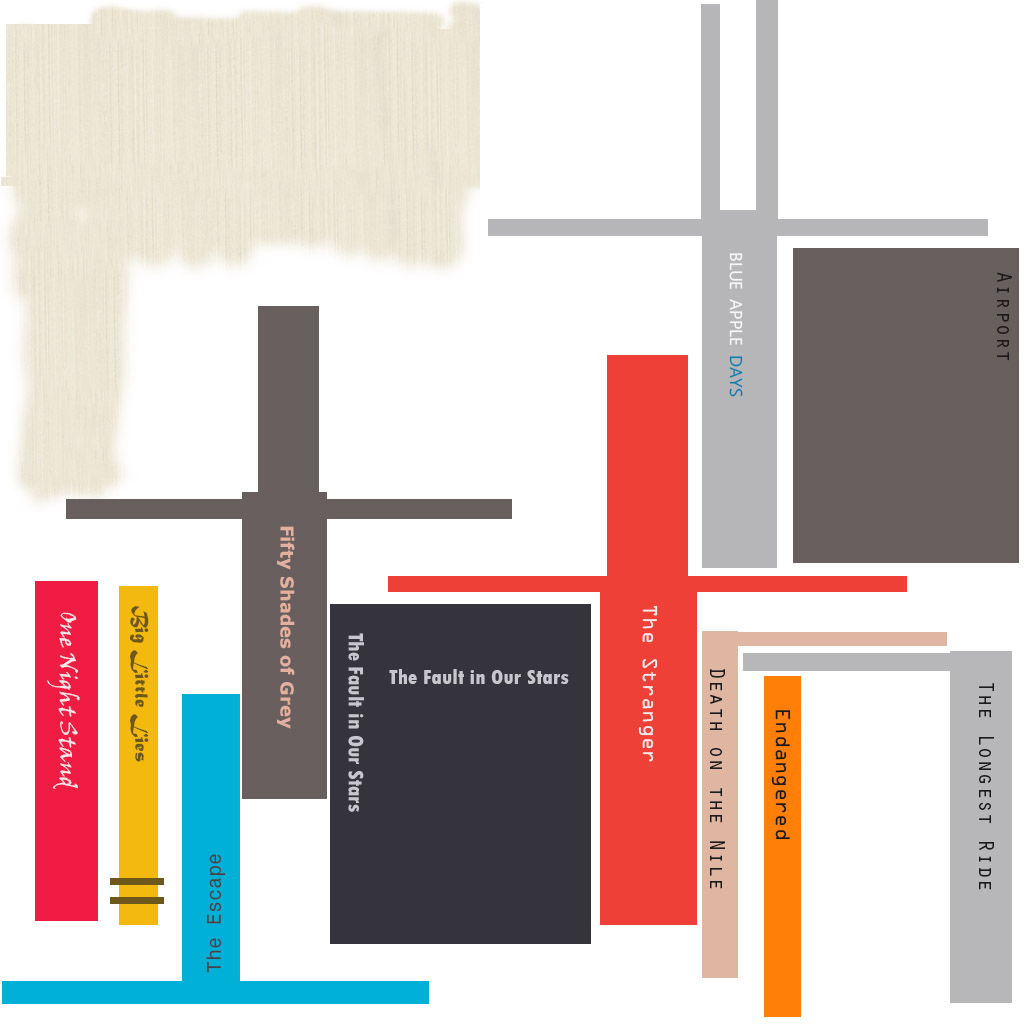 BLUE APPLE DAYS
AIRPORT
Fifty Shades of Grey
One Night Stand
Big Little Lies
The Escape
The Fault in Our Stars
The Fault in Our Stars
The Stranger
DEATH ON THE NILE
Endangered
THE LONGEST RIDE